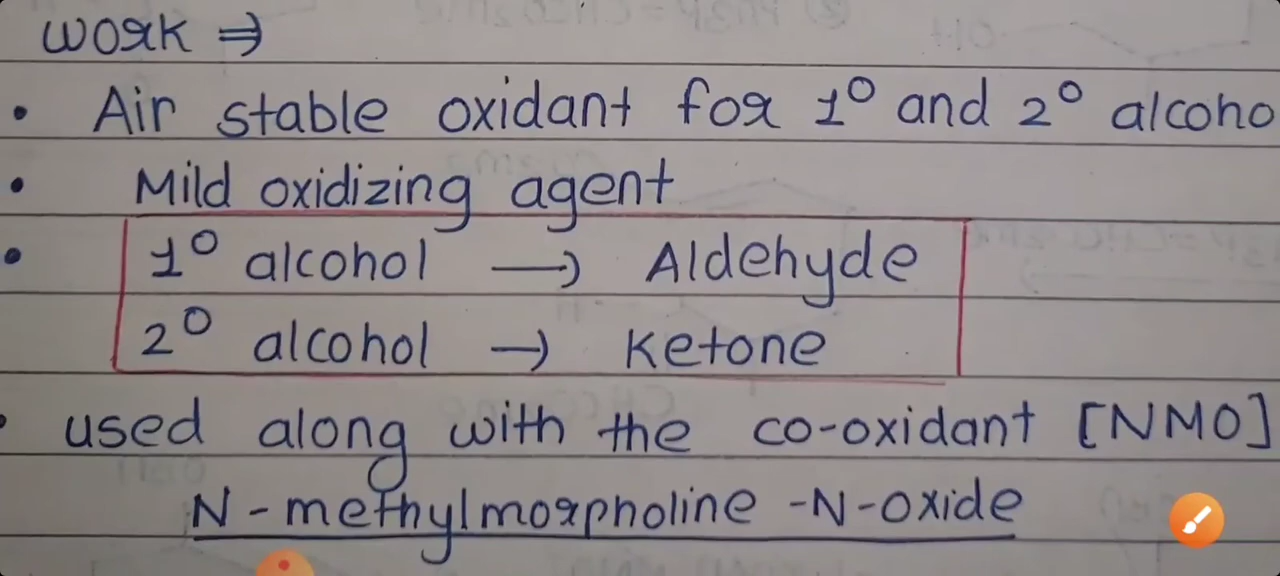 work ⇒
• Air stable oxidant for 1° and 2° alcoho
• Mild oxidizing agent
• 1° alcohol → Aldehyde
2° alcohol → Ketone
• used along with the co-oxidant [NMO]
N-methylmorpholine-N-oxide